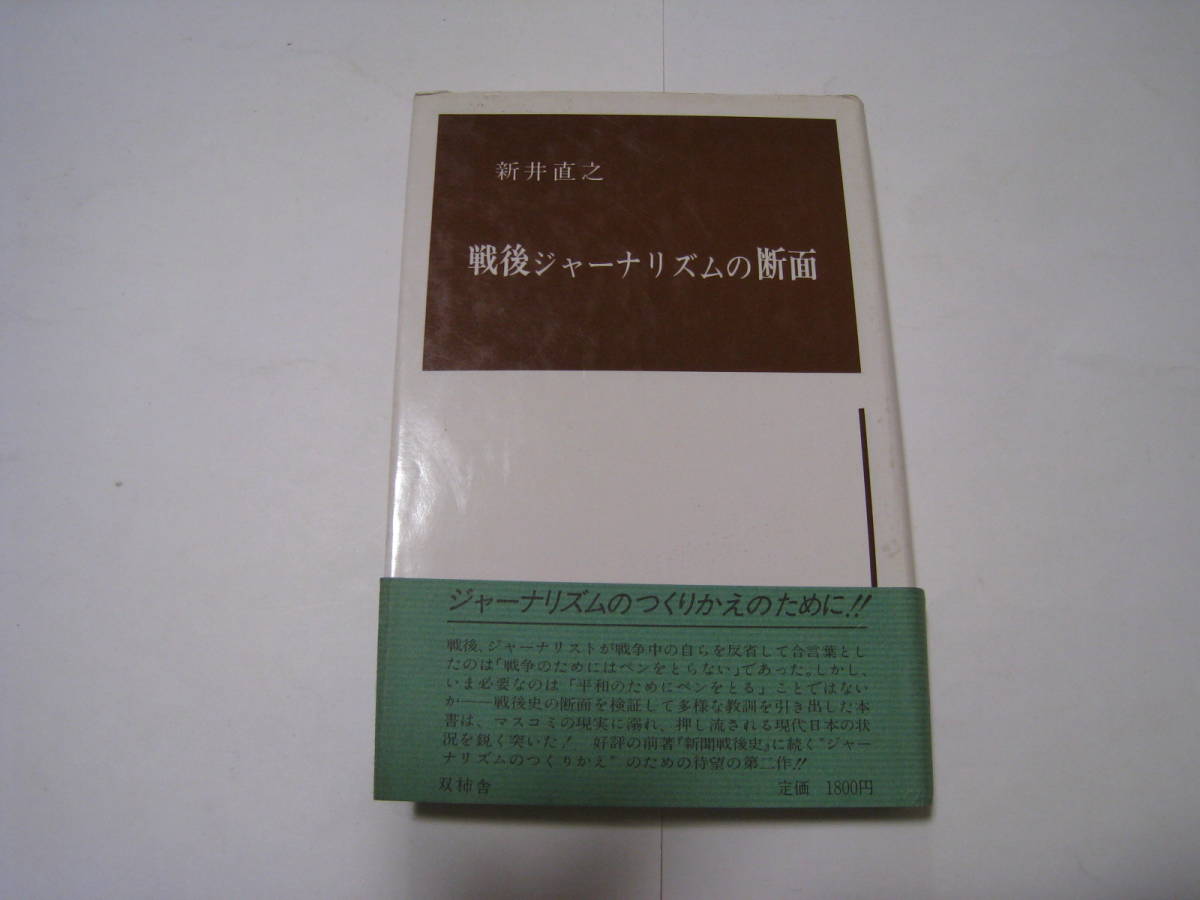 新井直之
戦後ジャーナリズムの断面
ジャーナリズムのつくりかえのために!!
戦後、ジャーナリストが戦争中の自らを反省して合言葉とし
たのは「戦争のためにはペンをとらない」であった。しかし、
いま必要なのは「平和のためにペンをとる」ことではない
か――戦後史の断面を検証して多様な教訓を引き出した本
書は、マスコミの現実に溺れ、押し流される現代日本の状
況を鋭く突いた! 好評の前著『新聞戦後史』に続く“ジャー
ナリズムのつくりかえ”のための待望の第二作!!
双柿舎 定価 1800円